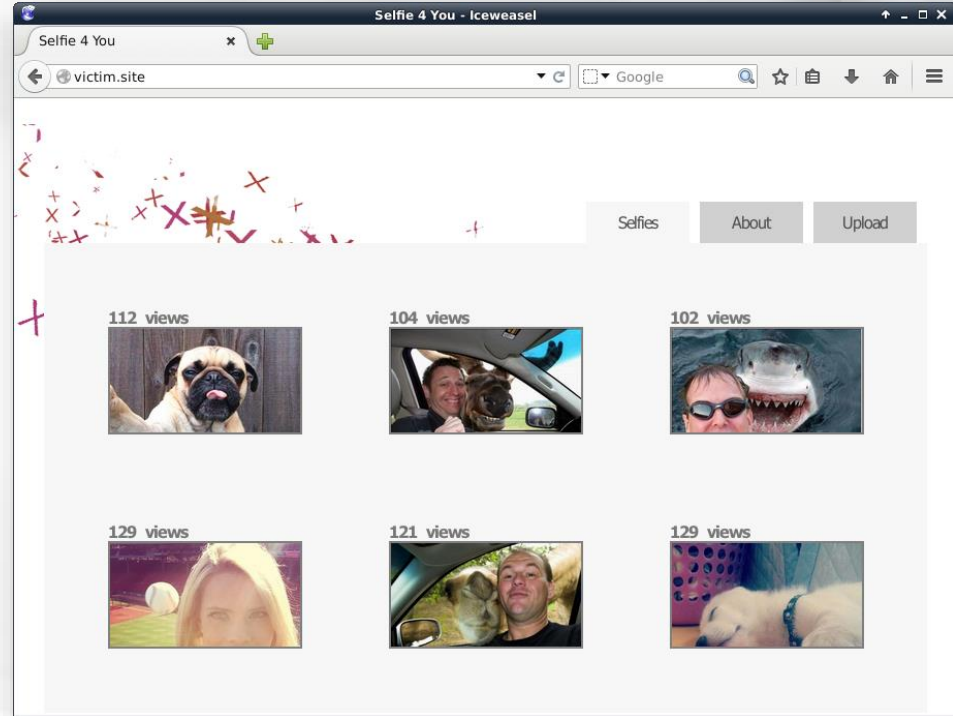 Selfie 4 You - Iceweasel
Selfie 4 You
victim.site
Google
Selfies About Upload
112 views 104 views 102 views
129 views 121 views 129 views